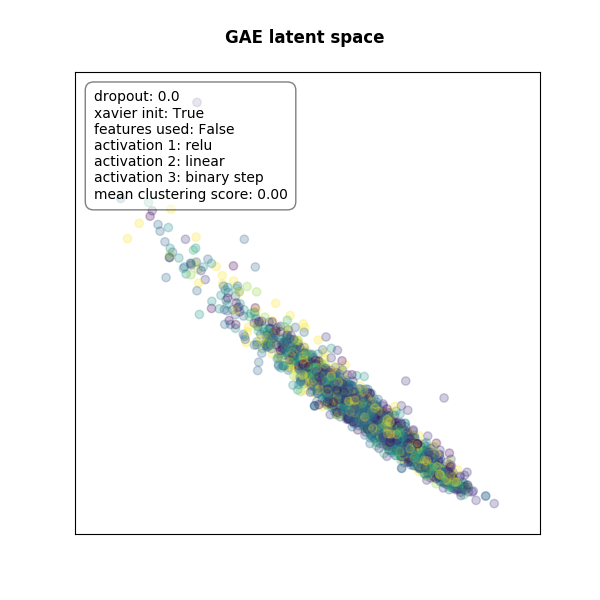 GAE latent space
dropout: 0.0
xavier init: True
features used: False
activation 1: relu
activation 2: linear
activation 3: binary step
mean clustering score: 0.00